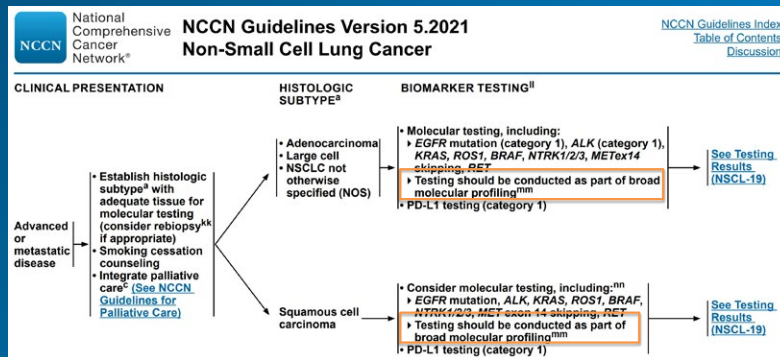 NCCN
National
Comprehensive
Cancer
Network®
NCCN Guidelines Version 5.2021
Non-Small Cell Lung Cancer
NCCN Guidelines Index
Table of Contents
Discussion
CLINICAL PRESENTATION
HISTOLOGIC
SUBTYPEa
BIOMARKER TESTINGll
Advanced
or
metastatic
disease
• Establish histologic
subtypea with
adequate tissue for
molecular testing
(consider rebiopsykk
if appropriate)
• Smoking cessation
counseling
• Integrate palliative
carec (See NCCN
Guidelines for
Palliative Care)
• Adenocarcinoma
• Large cell
• NSCLC not
otherwise
specified (NOS)
• Molecular testing, including:
EGFR mutation (category 1), ALK (category 1),
KRAS, ROS1, BRAF, NTRK1/2/3, METex14
skipping, RET
Testing should be conducted as part of broad
molecular profilingmm
• PD-L1 testing (category 1)
See Testing
Results
(NSCL-19)
Squamous cell
carcinoma
• Consider molecular testing, including:nn
EGFR mutation, ALK, KRAS, ROS1, BRAF,
NTRK1/2/3, MET exon 14 skipping, RET
Testing should be conducted as part of
broad molecular profilingmm
• PD-L1 testing (category 1)
See Testing
Results
(NSCL-19)